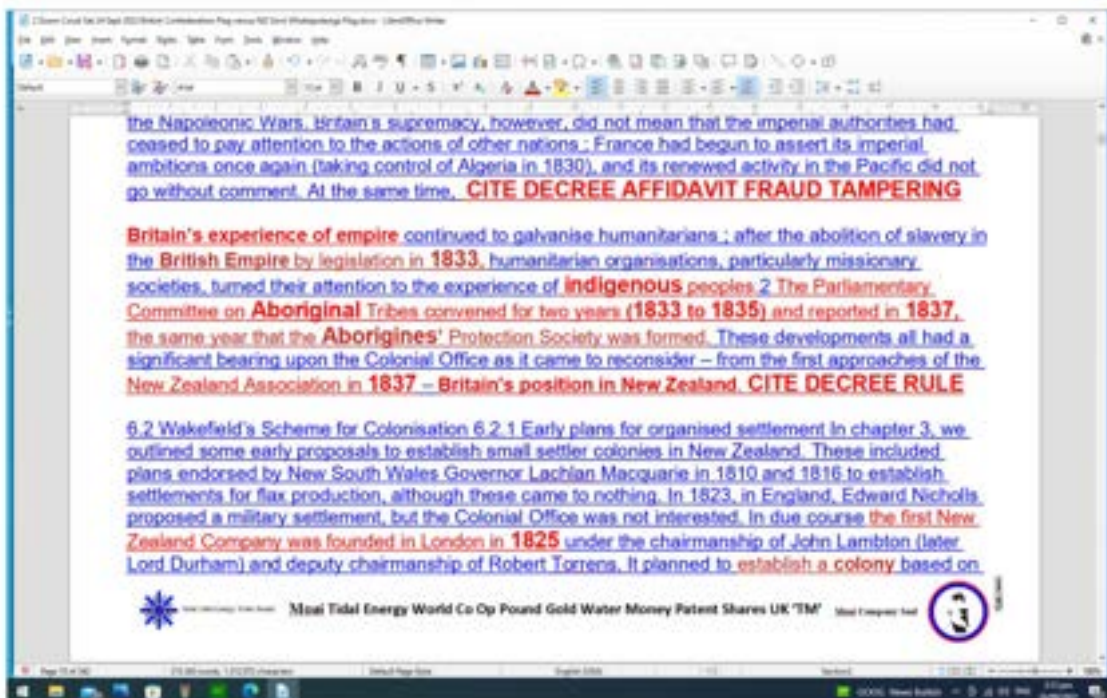 File Edit View Insert Format Styles Table Form Tools Window Help
the Napoleonic Wars. Britain's supremacy, however, did not mean that the imperial authorities had
ceased to pay attention to the actions of other nations ; France had begun to assert its imperial
ambitions once again (taking control of Algeria in 1830), and its renewed activity in the Pacific did not
go without comment. At the same time, CITE DECREE AFFIDAVIT FRAUD TAMPERING
Britain's experience of empire continued to galvanise humanitarians ; after the abolition of slavery in
the British Empire by legislation in 1833, humanitarian organisations, particularly missionary
societies, turned their attention to the experience of indigenous peoples.2 The Parliamentary
Committee on Aboriginal Tribes convened for two years (1833 to 1835) and reported in 1837,
the same year that the Aborigines' Protection Society was formed. These developments all had a
significant bearing upon the Colonial Office as it came to reconsider – from the first approaches of the
New Zealand Association in 1837 – Britain's position in New Zealand. CITE DECREE RULE
6.2 Wakefield's Scheme for Colonisation 6.2.1 Early plans for organised settlement In chapter 3, we
outlined some early proposals to establish small settler colonies in New Zealand. These included
plans endorsed by New South Wales Governor Lachlan Macquarie in 1810 and 1816 to establish
settlements for flax production, although these came to nothing. In 1823, in England, Edward Nicholls
proposed a military settlement, but the Colonial Office was not interested. In due course the first New
Zealand Company was founded in London in 1825 under the chairmanship of John Lambton (later
Lord Durham) and deputy chairmanship of Robert Torrens. It planned to establish a colony based on
Moai Tidal Energy World Co Op Pound Gold Water Money Patent Shares UK 'TM' Moai Company Seal